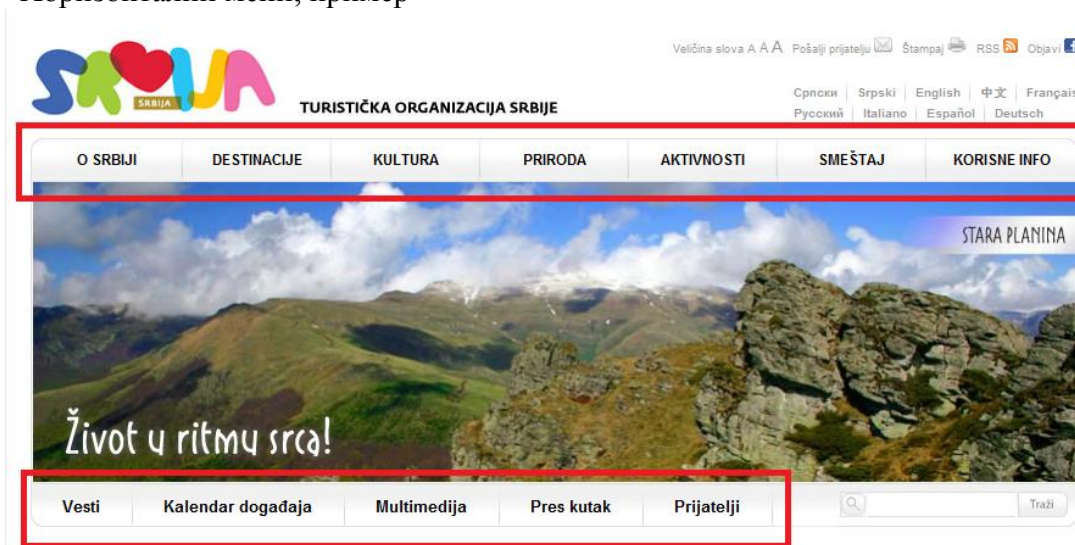 Хоризонтални мени, пример
Veličina slova A A A Pošalji prijatelju Štampaj RSS Objavi
SRBIJA
TURISTIČKA ORGANIZACIJA SRBIJE
Српски Srpski English 中文 Français
Русский Italiano Español Deutsch
O SRBIJI DESTINACIJE KULTURA PRIRODA AKTIVNOSTI SMEŠTAJ KORISNE INFO
STARA PLANINA
Život u ritmu srca!
Vesti Kalendar događaja Multimedija Pres kutak Prijatelji Traži